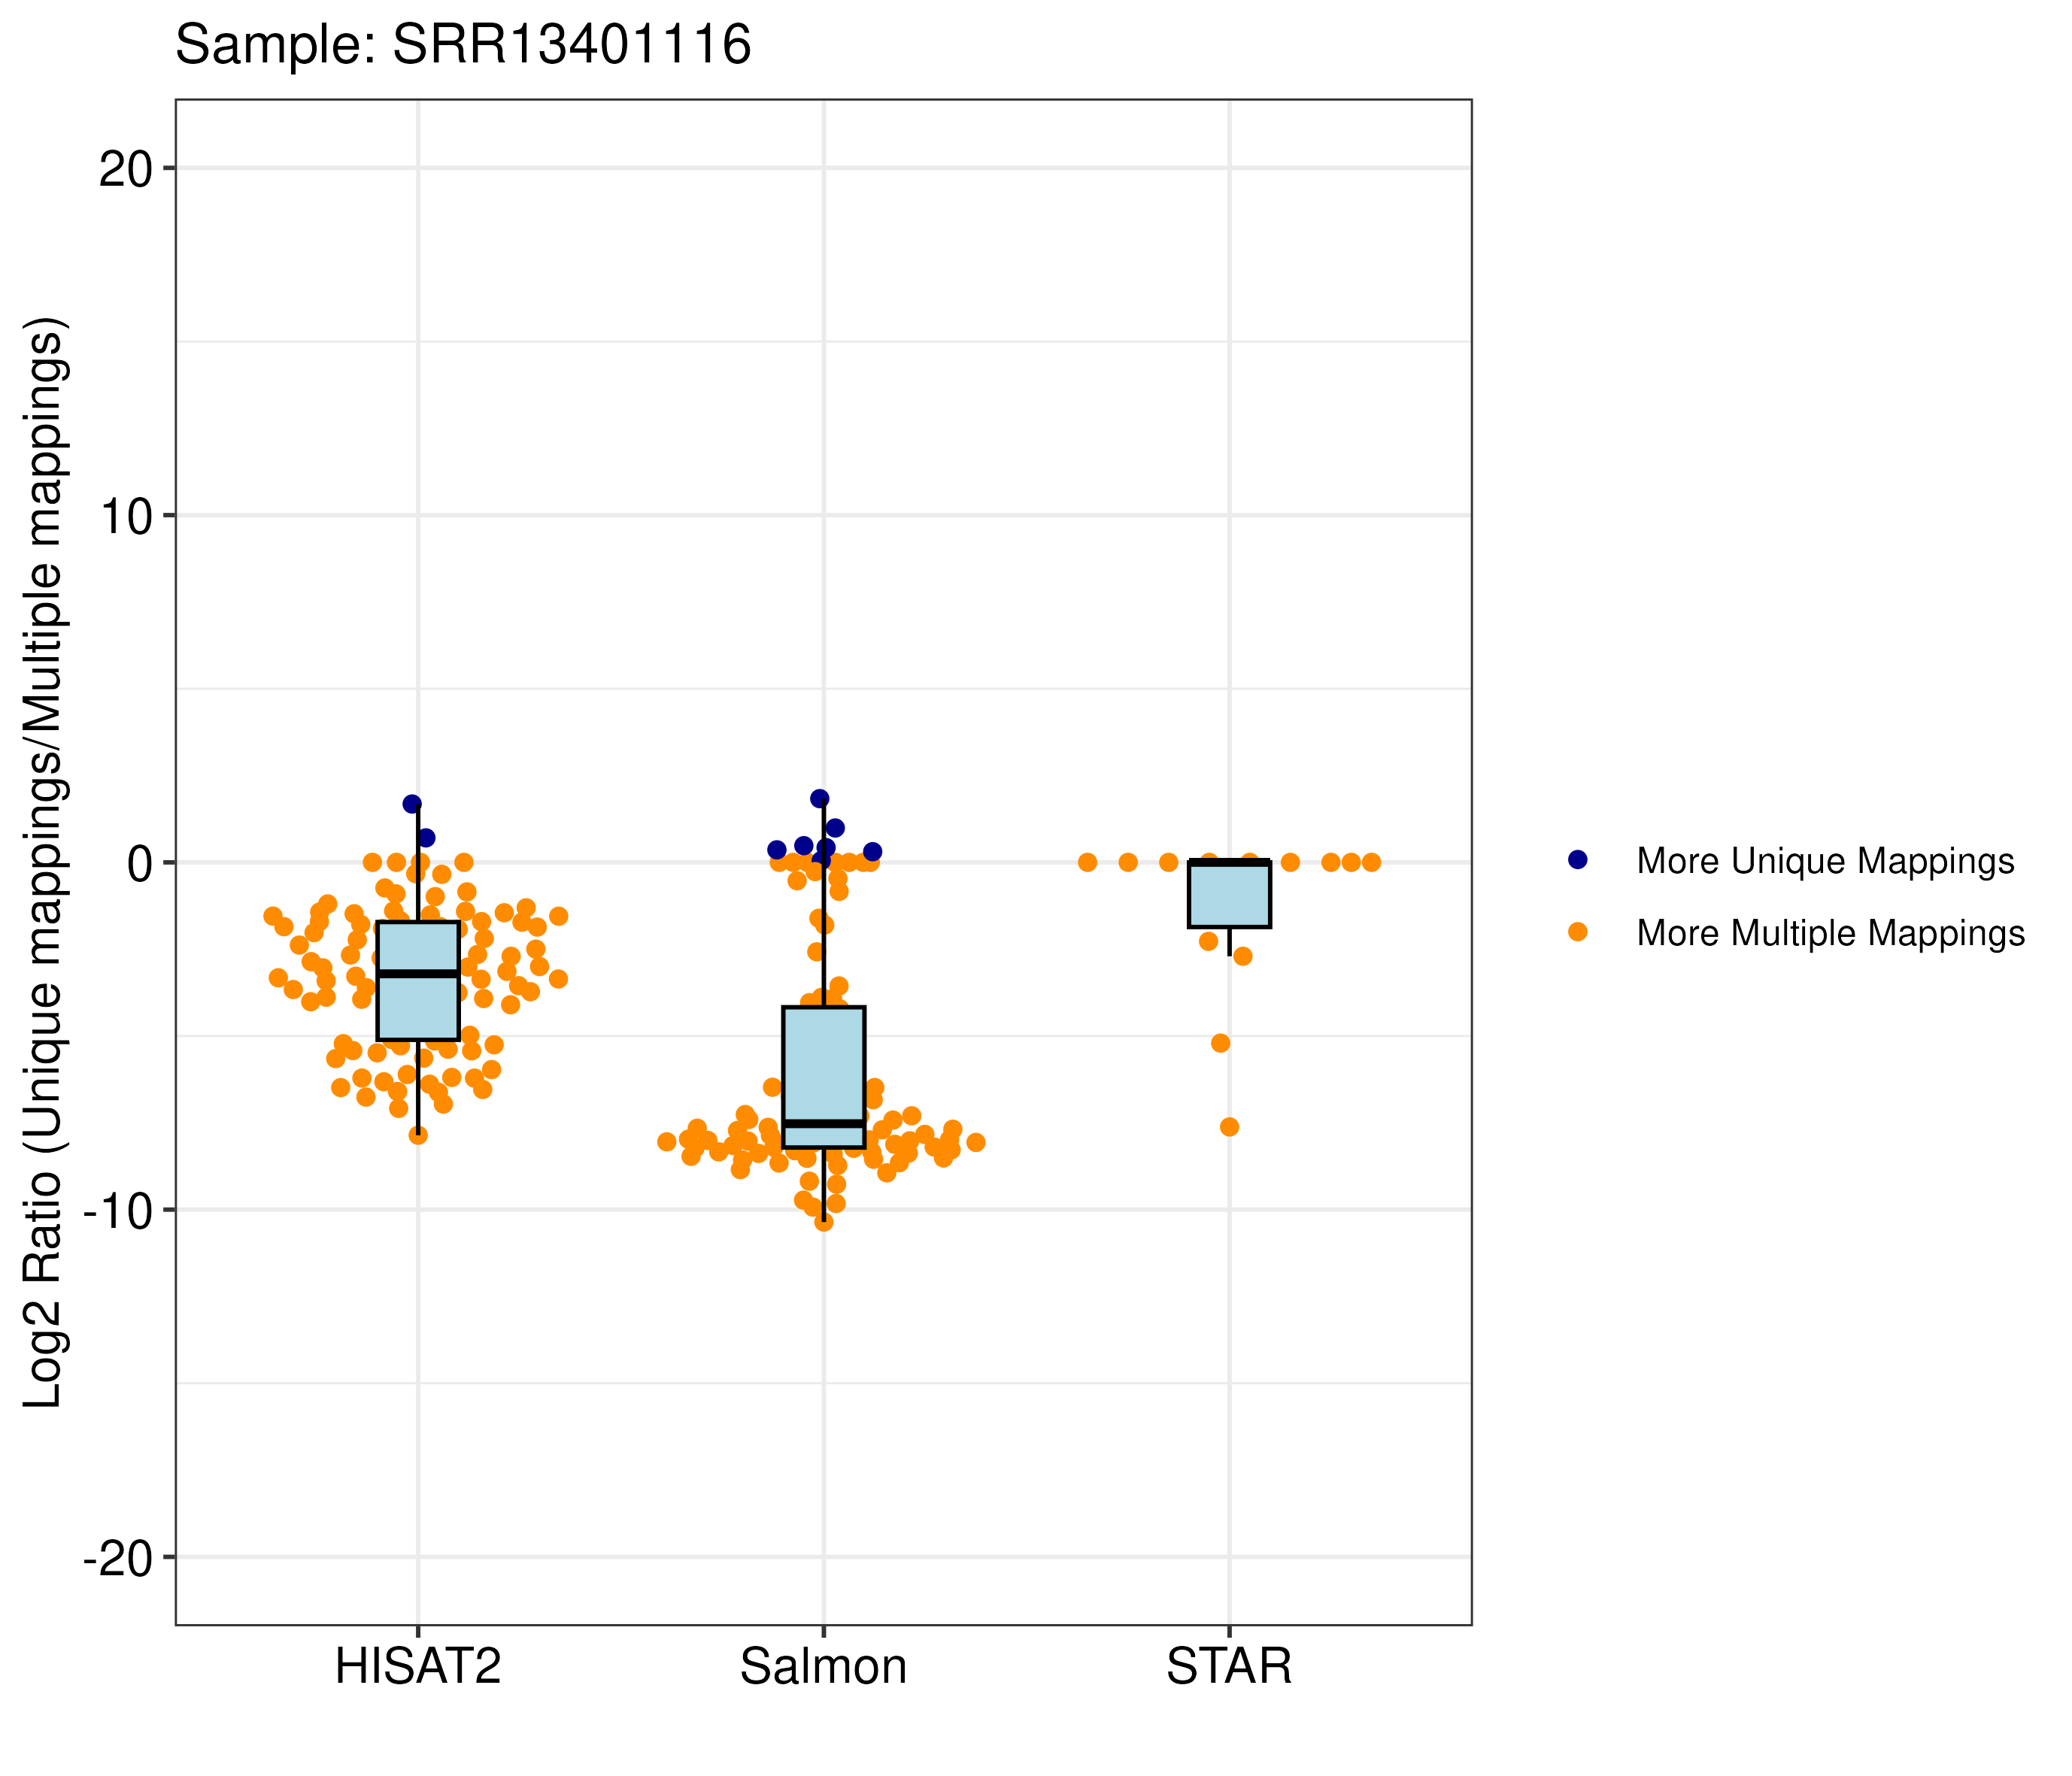 Sample: SRR13401116
Log2 Ratio (Unique mappings/Multiple mappings)
20
10
0
-10
-20
HISAT2
Salmon
STAR
More Unique Mappings
More Multiple Mappings